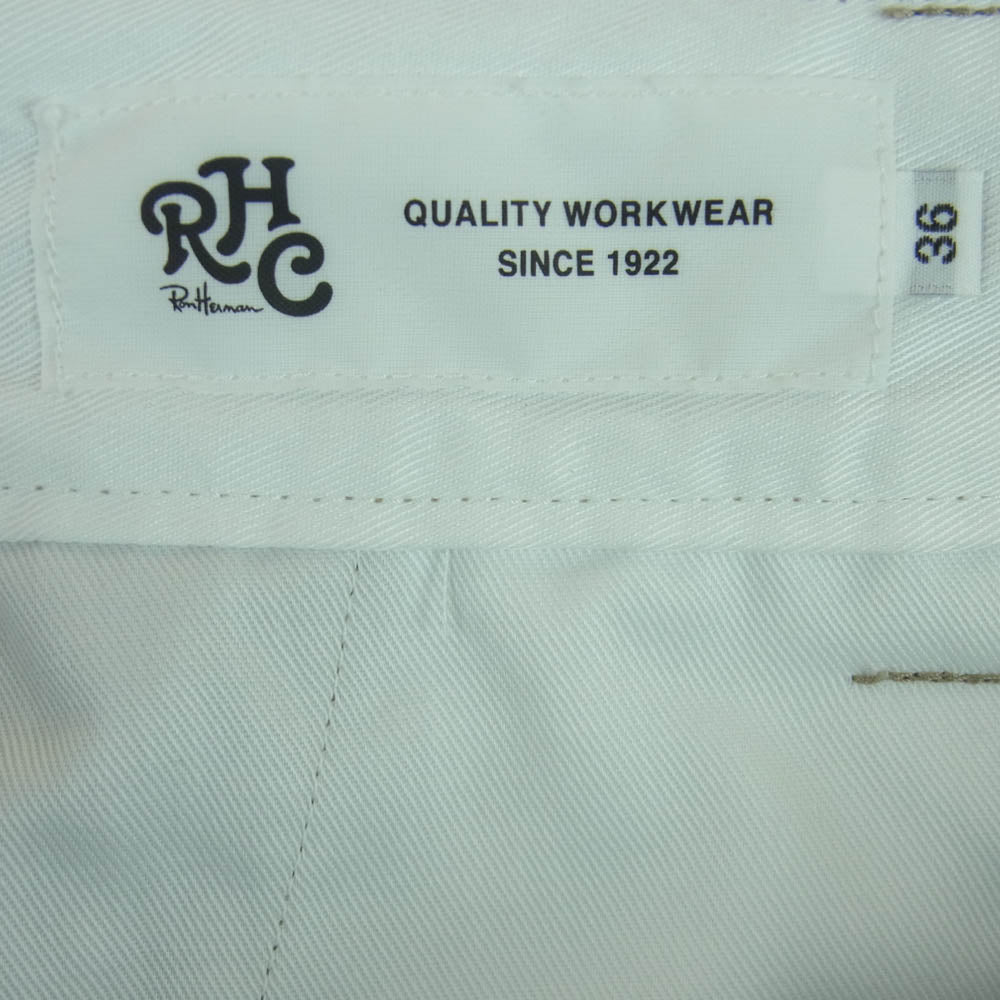 RHC
Ron Herman
QUALITY WORKWEAR
SINCE 1922
36